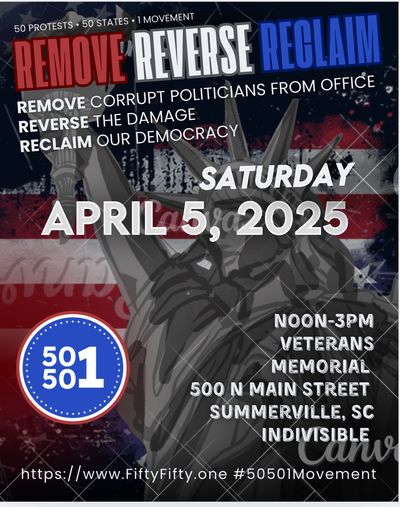 50 PROTESTS • 50 STATES • 1 MOVEMENT
REMOVE REVERSE RECLAIM
REMOVE CORRUPT POLITICIANS FROM OFFICE
REVERSE THE DAMAGE
RECLAIM OUR DEMOCRACY
SATURDAY
APRIL 5, 2025
Canva
50
501
NOON-3PM
VETERANS
MEMORIAL
500 N MAIN STREET
SUMMERVILLE, SC
INDIVISIBLE
Canva
https://www.FiftyFifty.one #50501Movement